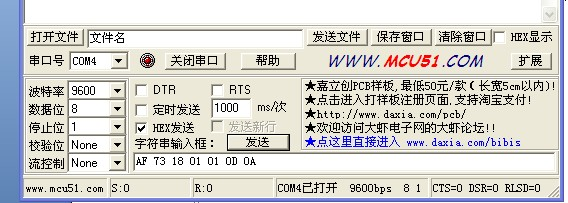 打开文件 文件名 发送文件 保存窗口 清除窗口 HEX显示
串口号 COM4 关闭串口 帮助 WWW.MCU51.COM 扩展
波特率 9600 DTR RTS
数据位 8 定时发送 1000 ms/次
停止位 1 HEX发送 发送新行
校验位 None 字符串输入框: 发送
流控制 None AF 73 18 01 01 0D 0A
★嘉立创PCB样板,最低50元/款(长宽5cm以内)!
★点击进入打样板注册页面,支持淘宝支付!
★http://www.daxia.com/pcb/
★欢迎访问大虾电子网的大虾论坛!!
★点这里直接进入 www.daxia.com/bibis
www.mcu51.com S:0 R:0 COM4已打开 9600bps 8 1 CTS=0 DSR=0 RLSD=0